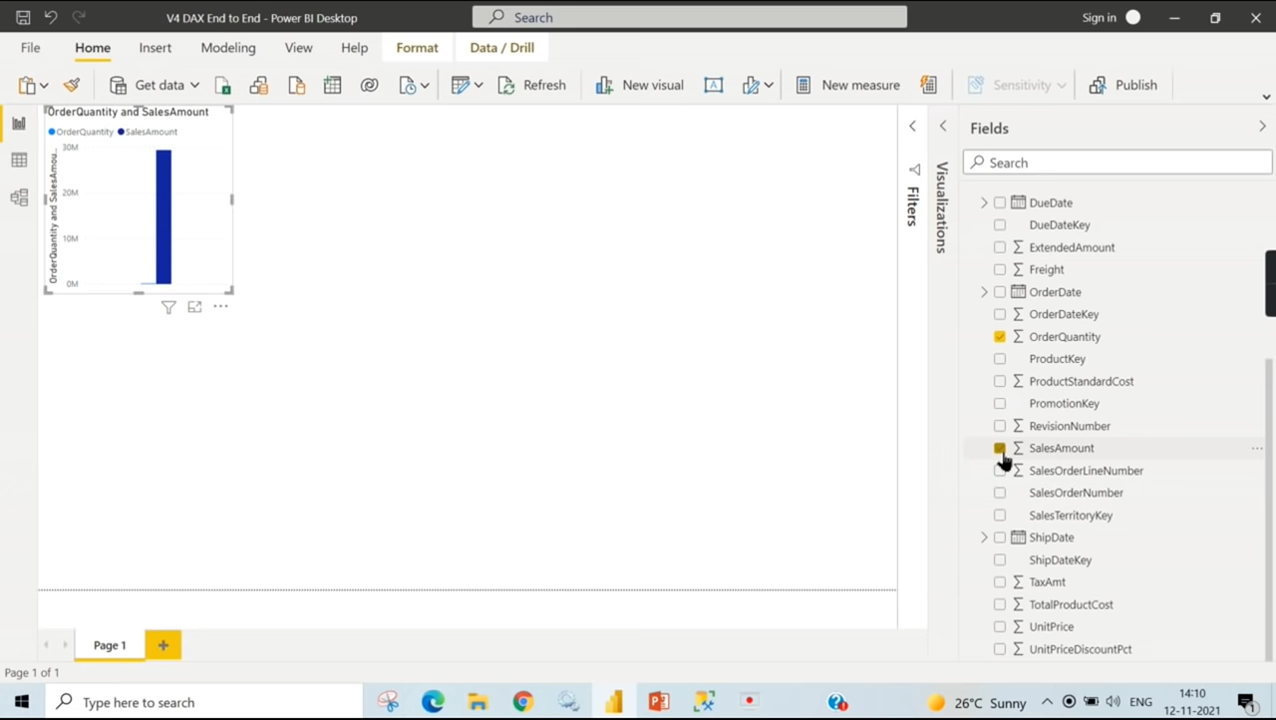 V4 DAX End to End - Power BI Desktop
Search
Sign in
File
Home
Insert
Modeling
View
Help
Format
Data / Drill
Get data
Refresh
New visual
New measure
Sensitivity
Publish
OrderQuantity and SalesAmount
OrderQuantity SalesAmount
OrderQuantity and SalesAmou...
30M
20M
10M
0M
Filters
Visualizations
Fields
Search
DueDate
DueDateKey
ExtendedAmount
Freight
OrderDate
OrderDateKey
OrderQuantity
ProductKey
ProductStandardCost
PromotionKey
RevisionNumber
SalesAmount
SalesOrderLineNumber
SalesOrderNumber
SalesTerritoryKey
ShipDate
ShipDateKey
TaxAmt
TotalProductCost
UnitPrice
UnitPriceDiscountPct
Page 1
Page 1 of 1
Type here to search
26°C Sunny
ENG
14:10
12-11-2021
1